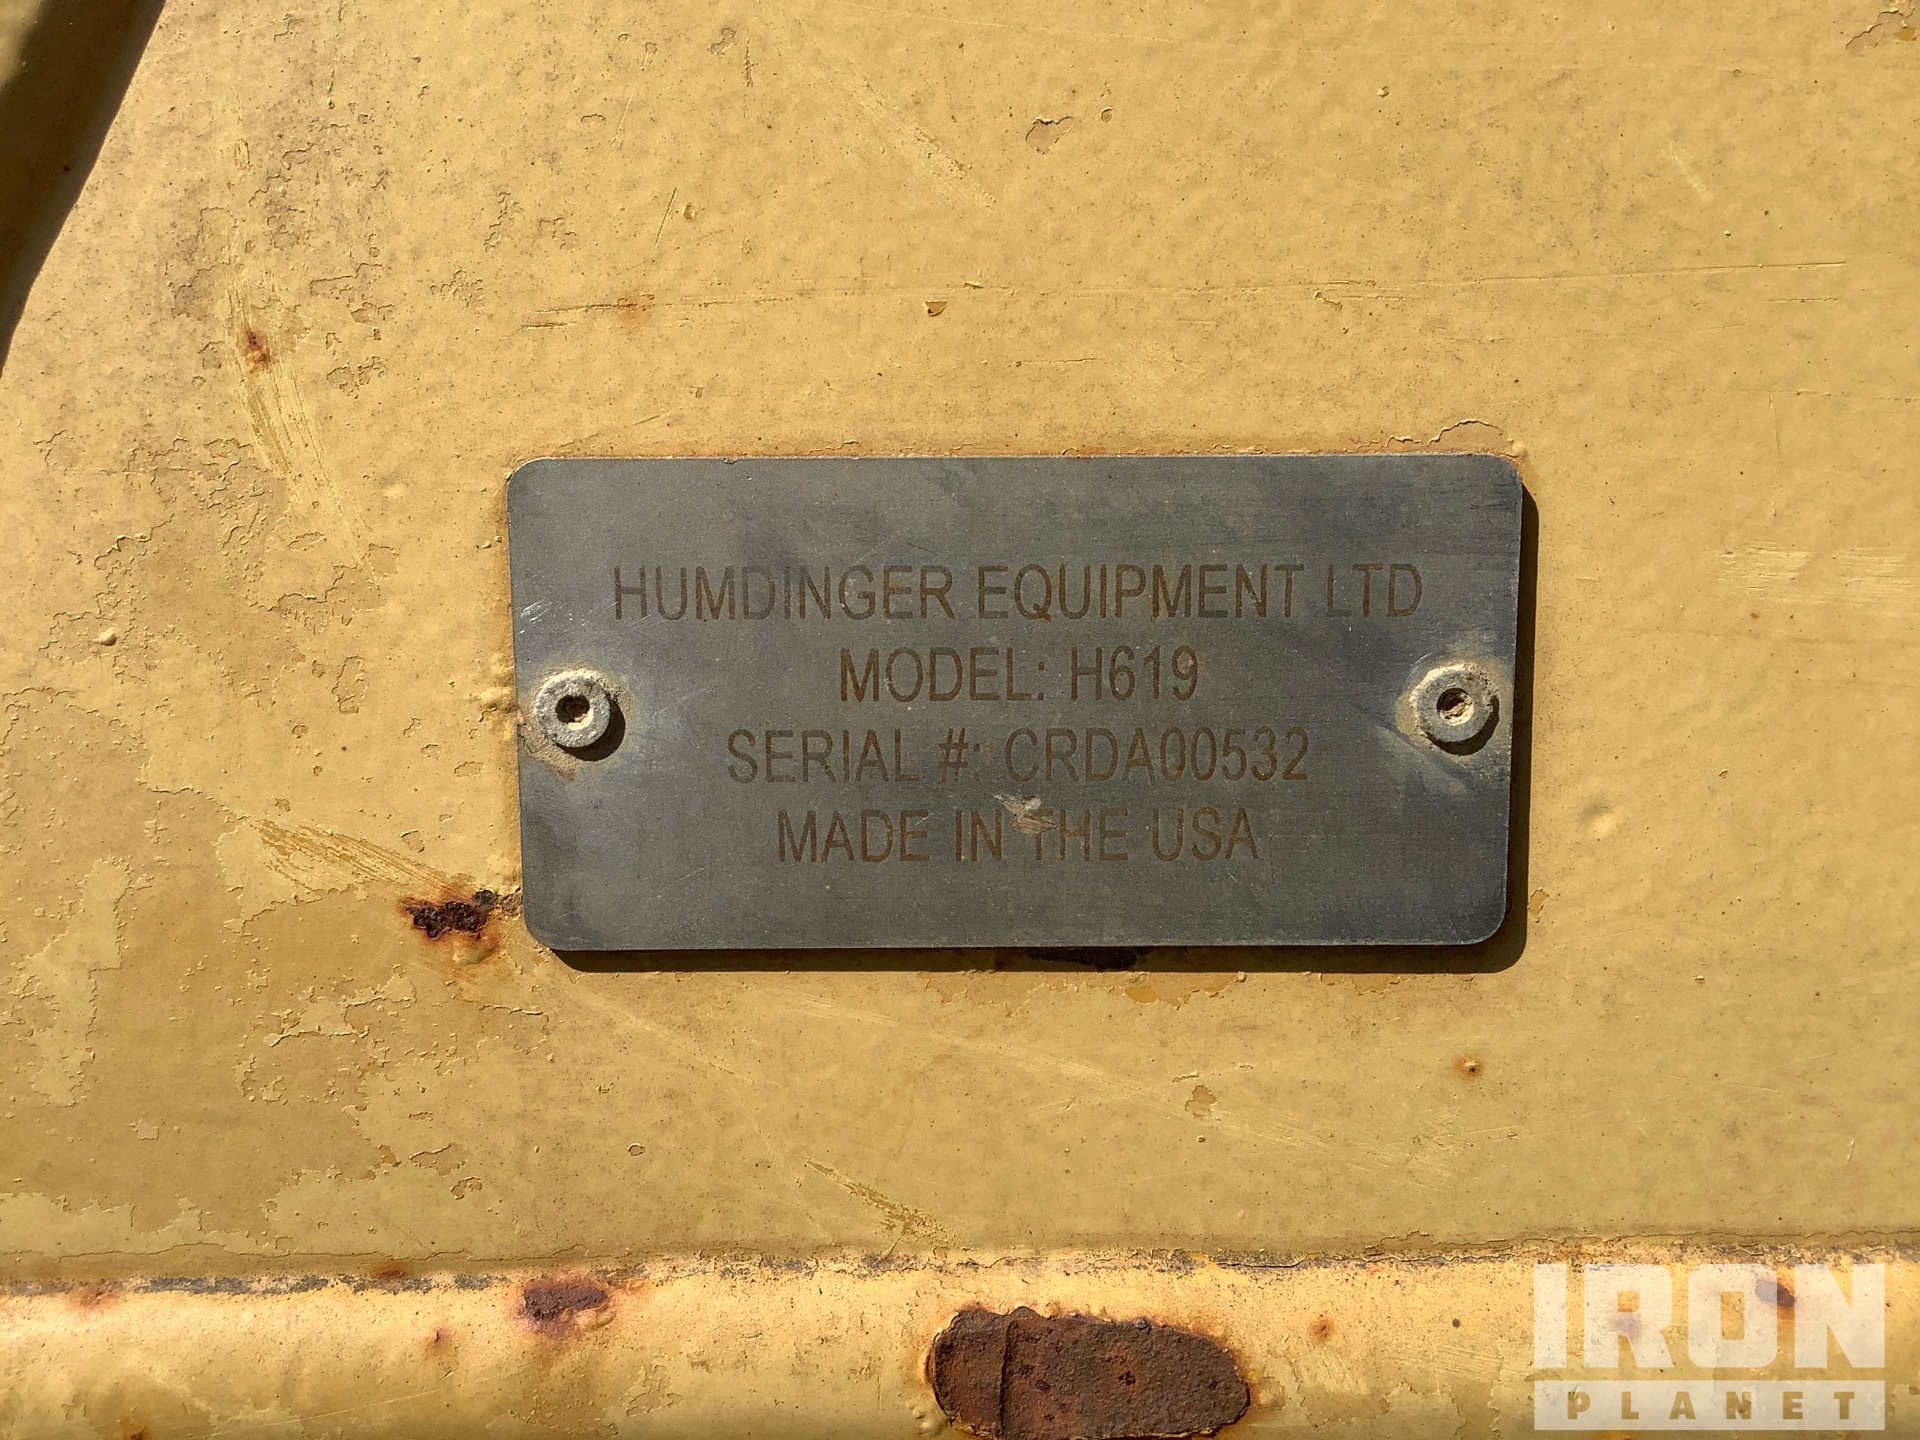 HUMDINGER EQUIPMENT LTD
MODEL: H619
SERIAL #: CRDA00532
MADE IN THE USA
IRON
PLANET